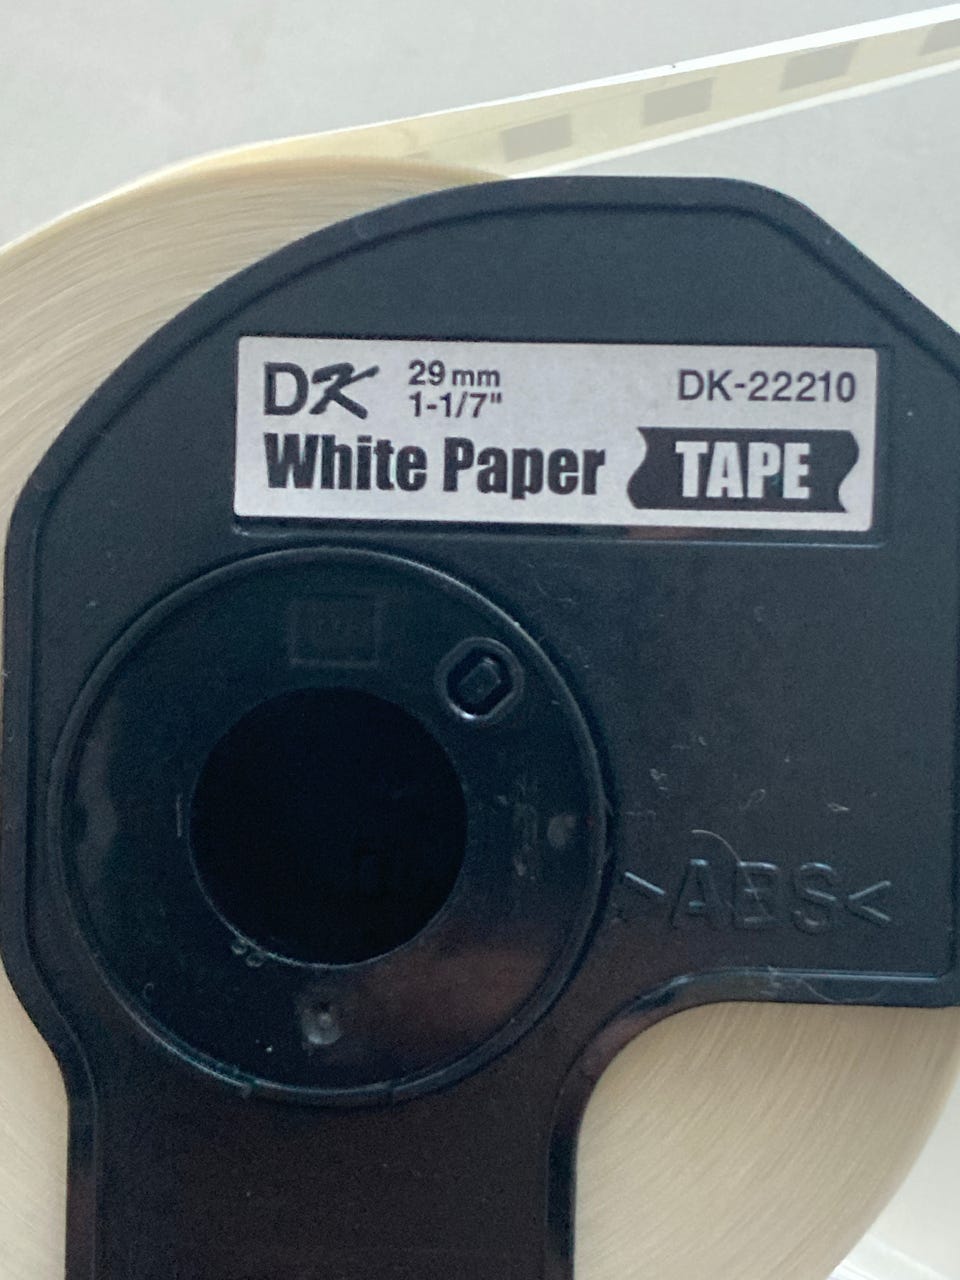 DK 29 mm DK-22210
1-1/7"
White Paper TAPE
>ABS<